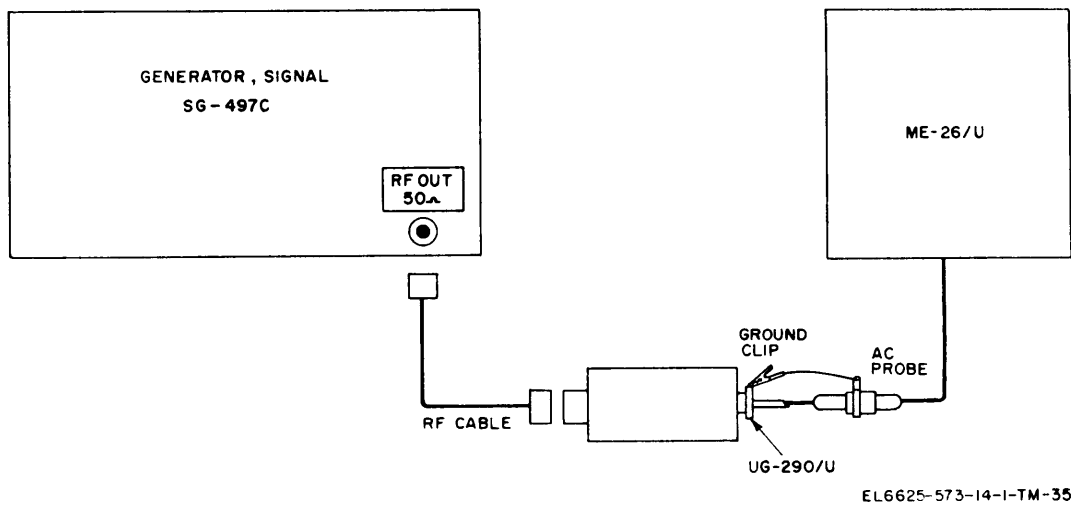 GENERATOR, SIGNAL
SG-497C
RF OUT
50Ω
ME-26/U
GROUND
CLIP
AC
PROBE
RF CABLE
UG-290/U
EL6625-573-14-1-TM-35